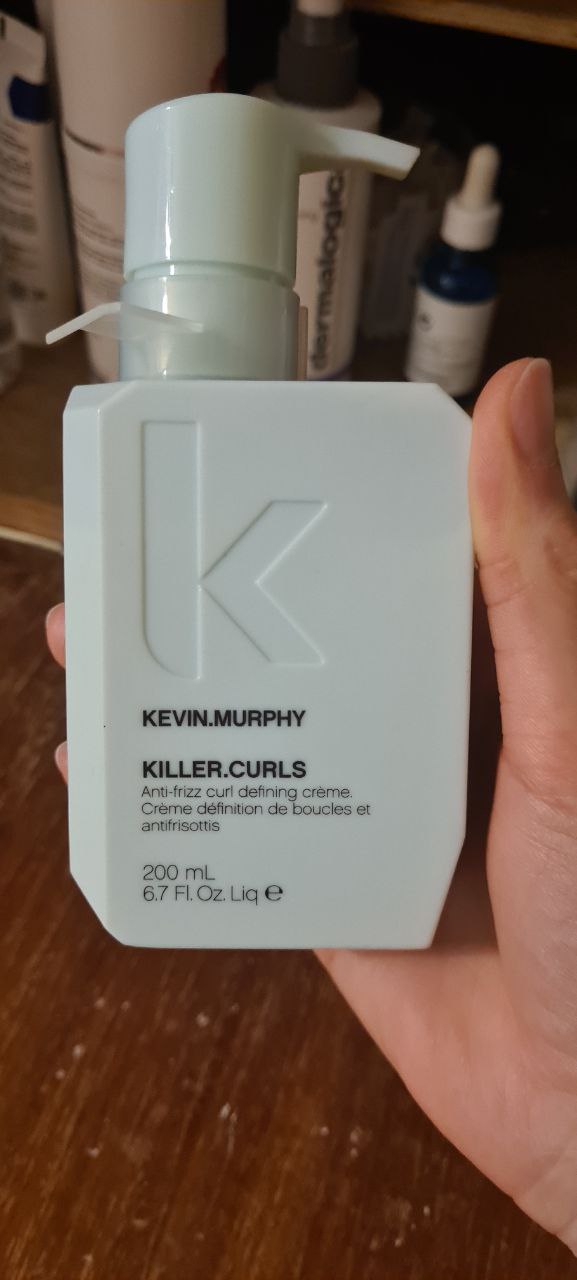 k
KEVIN.MURPHY
KILLER.CURLS
Anti-frizz curl defining crème.
Crème définition de boucles et
antifrisottis
200 mL
6.7 Fl. Oz. Liq e
dermalogica